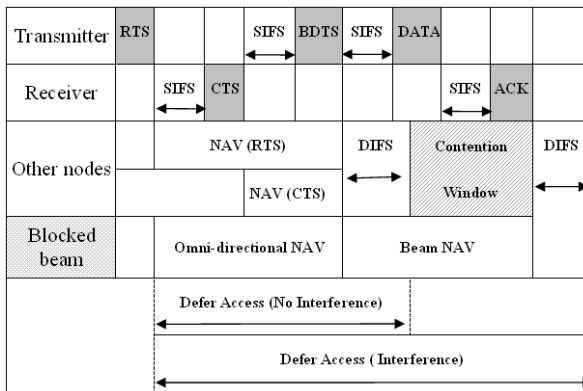 Transmitter RTS SIFS BDTS SIFS DATA
Receiver SIFS CTS SIFS ACK
Other nodes
NAV (RTS) DIFS Contention DIFS
NAV (CTS) Window
Blocked
beam
Omni-directional NAV Beam NAV
Defer Access (No Interference)
Defer Access ( Interference)